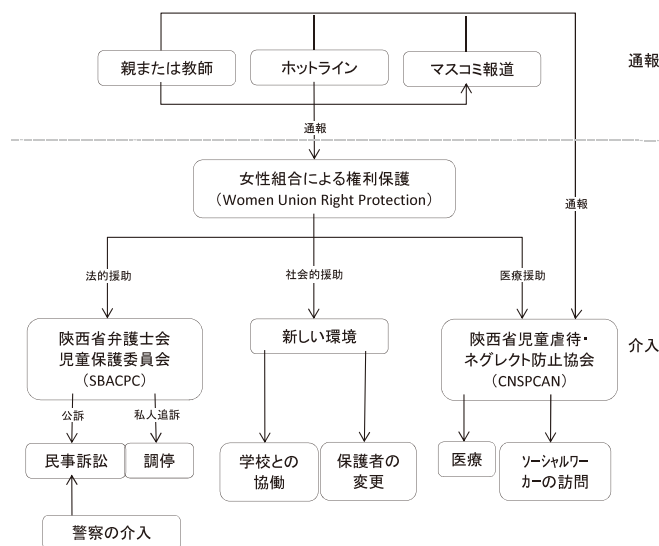 親または教師
ホットライン
マスコミ報道
通報
通報
女性組合による権利保護
（Women Union Right Protection）
通報
法的援助
社会的援助
医療援助
陝西省弁護士会
児童保護委員会
（SBACPC）
新しい環境
陝西省児童虐待・
ネグレクト防止協会
（CNSPCAN）
介入
公訴
私人追訴
民事訴訟
調停
学校との
協働
保護者の
変更
医療
ソーシャルワー
カーの訪問
警察の介入